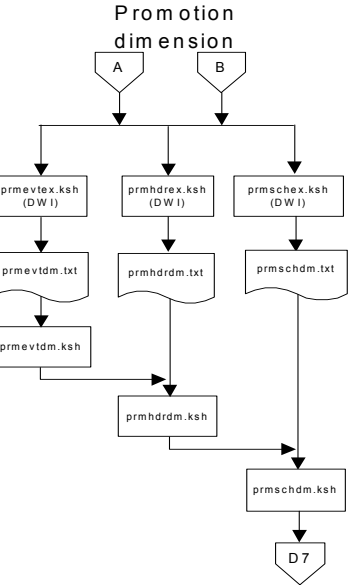 Promotion
dimension
A
B
prmevtex.ksh
(DWI)
prmhdrex.ksh
(DWI)
prmschex.ksh
(DWI)
prmevtdm.txt
prmhdrdm.txt
prmschdm.txt
prmevtdm.ksh
prmhdrdm.ksh
prmschdm.ksh
D7